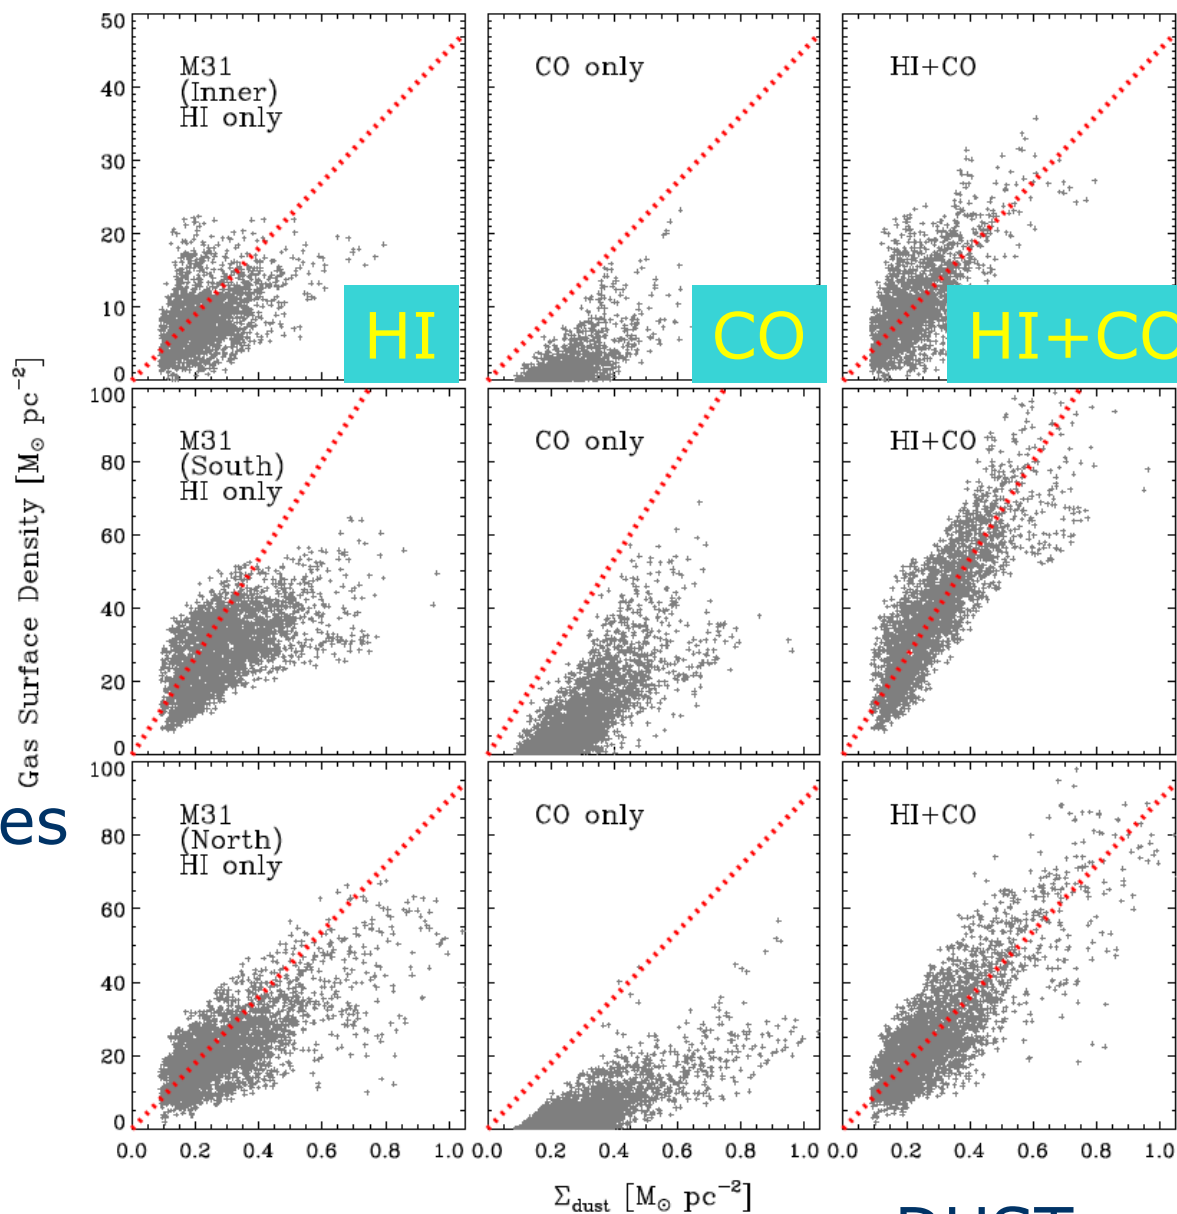 M31
(Inner)
HI only
CO only
HI+CO
HI
CO
HI+CO
50
40
30
20
10
0
M31
(South)
HI only
CO only
HI+CO
100
80
60
40
20
0
M31
(North)
HI only
CO only
HI+CO
100
80
60
40
20
0
Gas Surface Density [M⊙ pc⁻²]
es
0.0 0.2 0.4 0.6 0.8 1.0 0.0 0.2 0.4 0.6 0.8 1.0 0.0 0.2 0.4 0.6 0.8 1.0
Σdust [M⊙ pc⁻²]
DUST